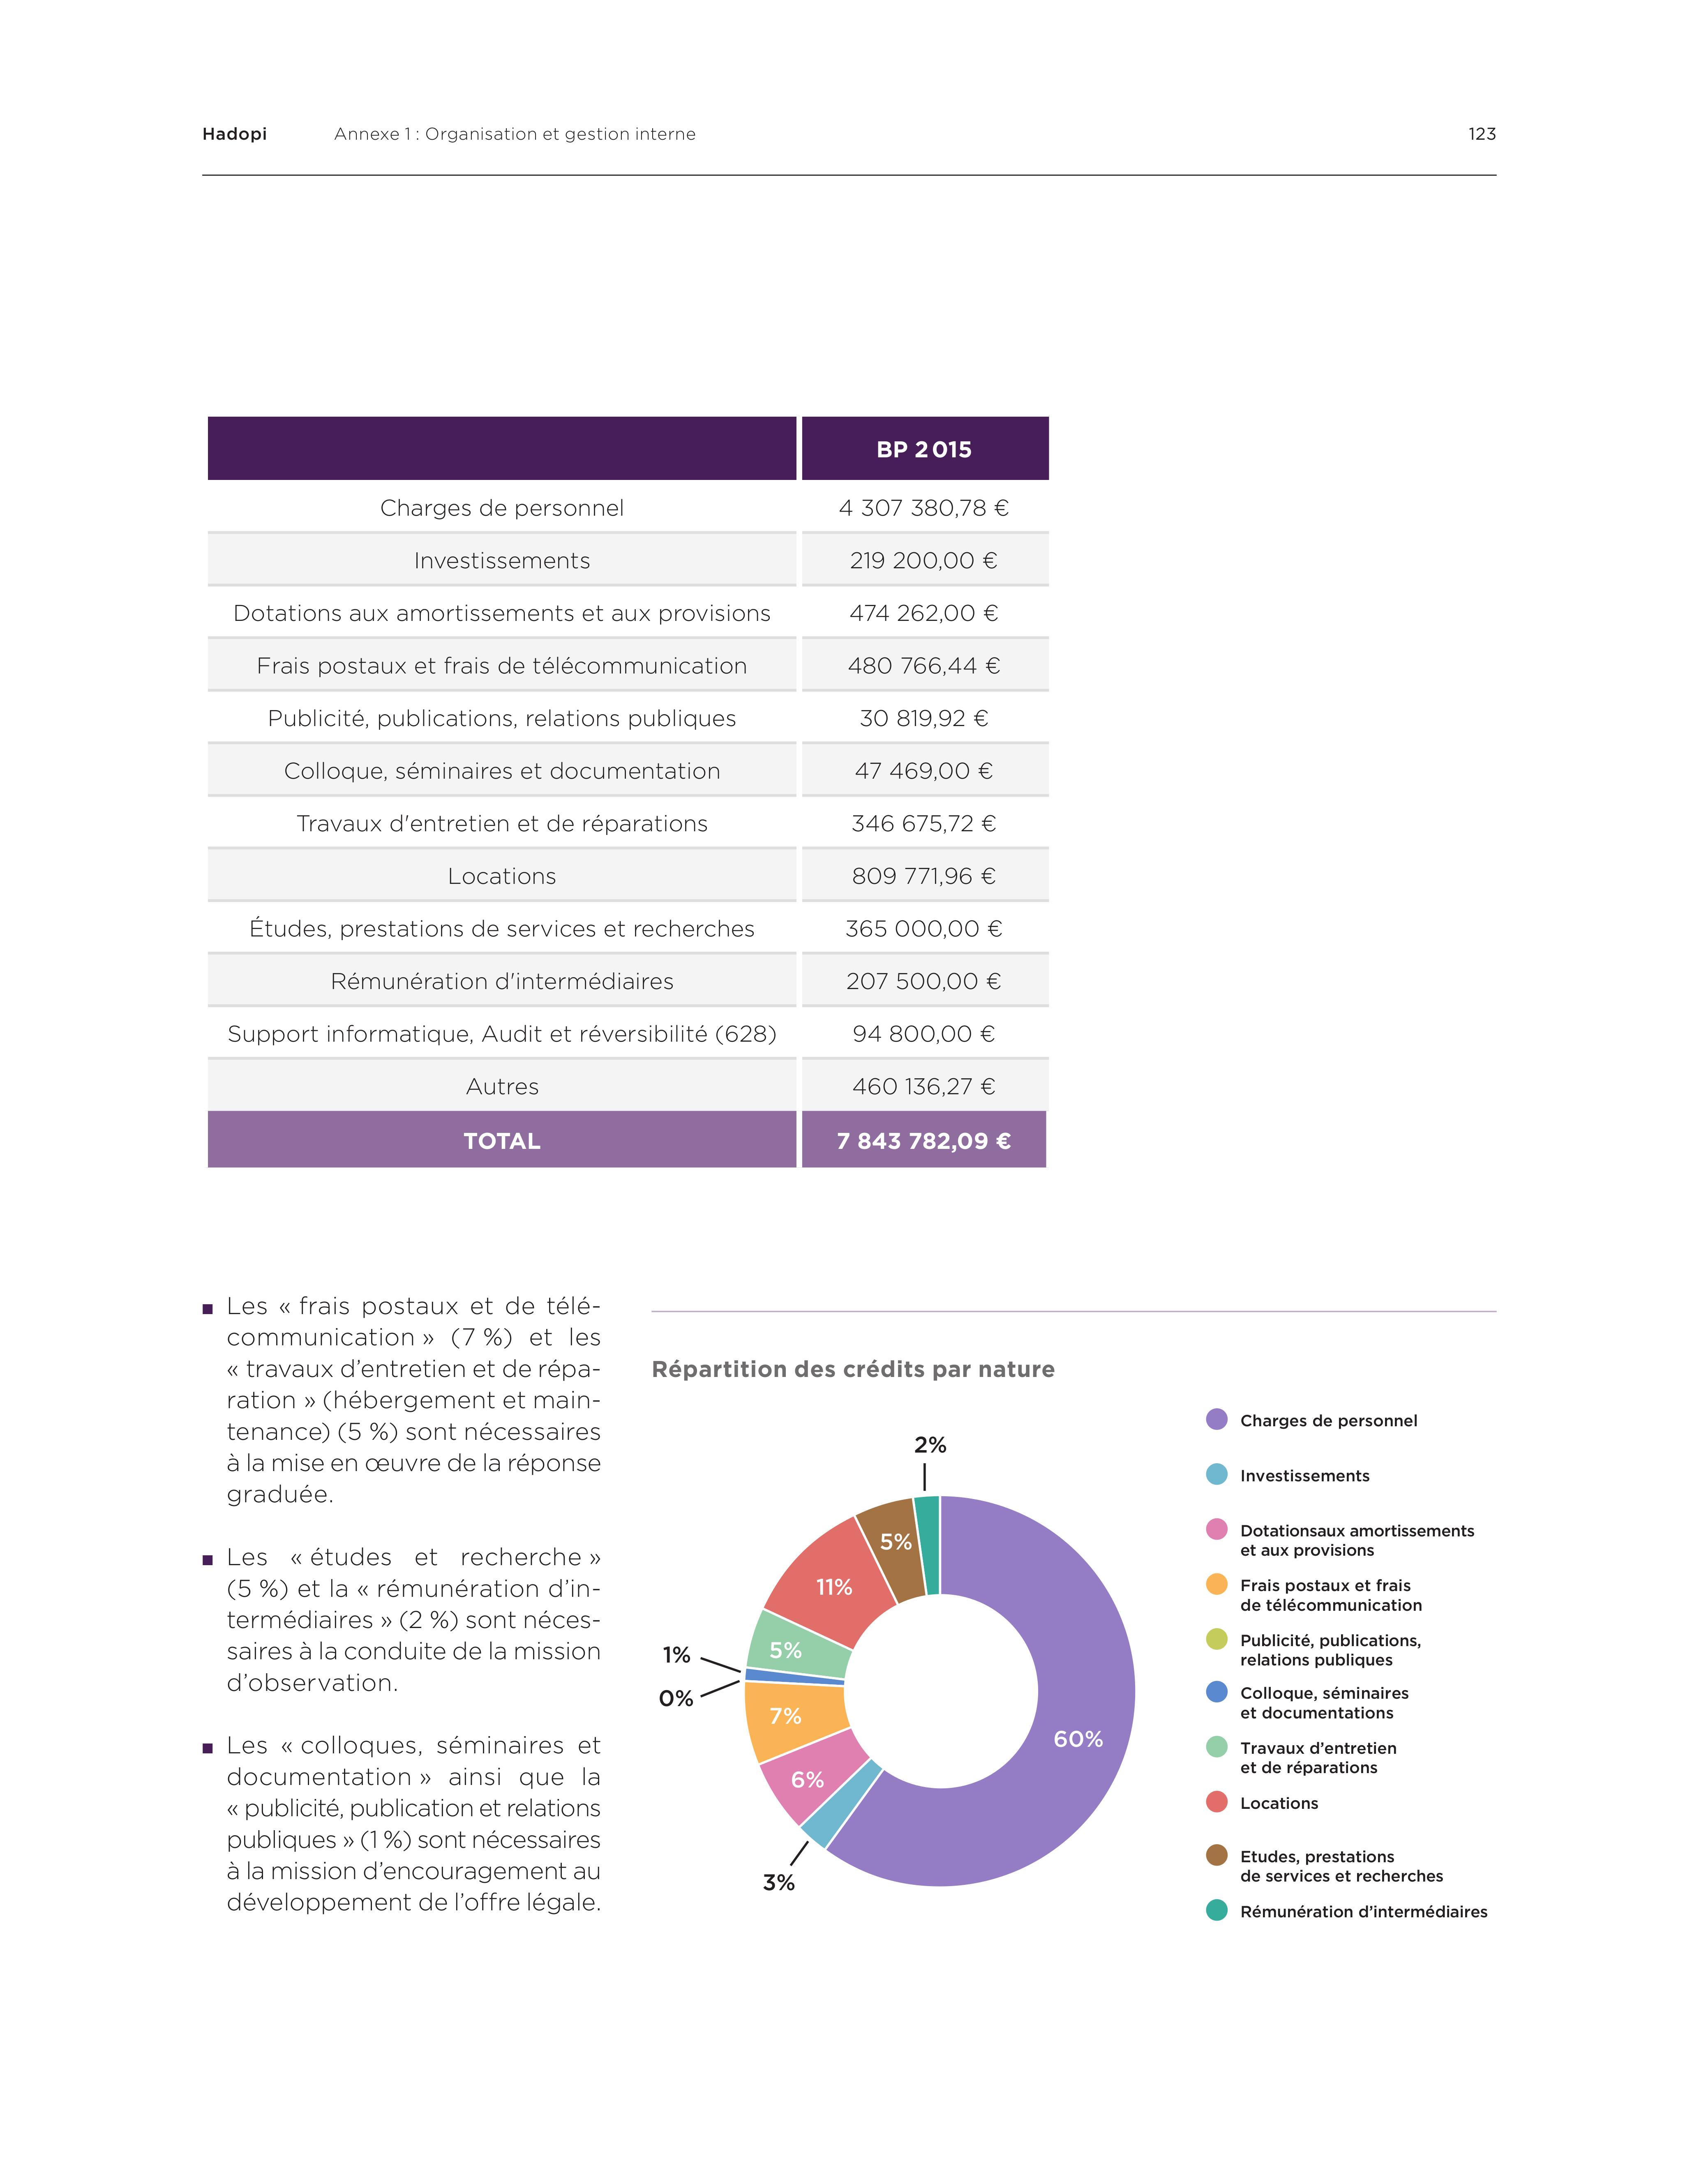 Hadopi Annexe 1 : Organisation et gestion interne 123
BP 2015
Charges de personnel 4 307 380,78 €
Investissements 219 200,00 €
Dotations aux amortissements et aux provisions 474 262,00 €
Frais postaux et frais de télécommunication 480 766,44 €
Publicité, publications, relations publiques 30 819,92 €
Colloque, séminaires et documentation 47 469,00 €
Travaux d'entretien et de réparations 346 675,72 €
Locations 809 771,96 €
Études, prestations de services et recherches 365 000,00 €
Rémunération d'intermédiaires 207 500,00 €
Support informatique, Audit et réversibilité (628) 94 800,00 €
Autres 460 136,27 €
TOTAL 7 843 782,09 €
■ Les « frais postaux et de télé-
communication » (7 %) et les
« travaux d’entretien et de répa-
ration » (hébergement et main-
tenance) (5 %) sont nécessaires
à la mise en œuvre de la réponse
graduée.
■ Les « études et recherche »
(5 %) et la « rémunération d’in-
termédiaires » (2 %) sont néces-
saires à la conduite de la mission
d’observation.
■ Les « colloques, séminaires et
documentation » ainsi que la
« publicité, publication et relations
publiques » (1 %) sont nécessaires
à la mission d’encouragement au
développement de l’offre légale.
Répartition des crédits par nature
2%
5%
11%
5%
1%
0%
7%
60%
6%
3%
Charges de personnel
Investissements
Dotationsaux amortissements
et aux provisions
Frais postaux et frais
de télécommunication
Publicité, publications,
relations publiques
Colloque, séminaires
et documentations
Travaux d’entretien
et de réparations
Locations
Etudes, prestations
de services et recherches
Rémunération d’intermédiaires